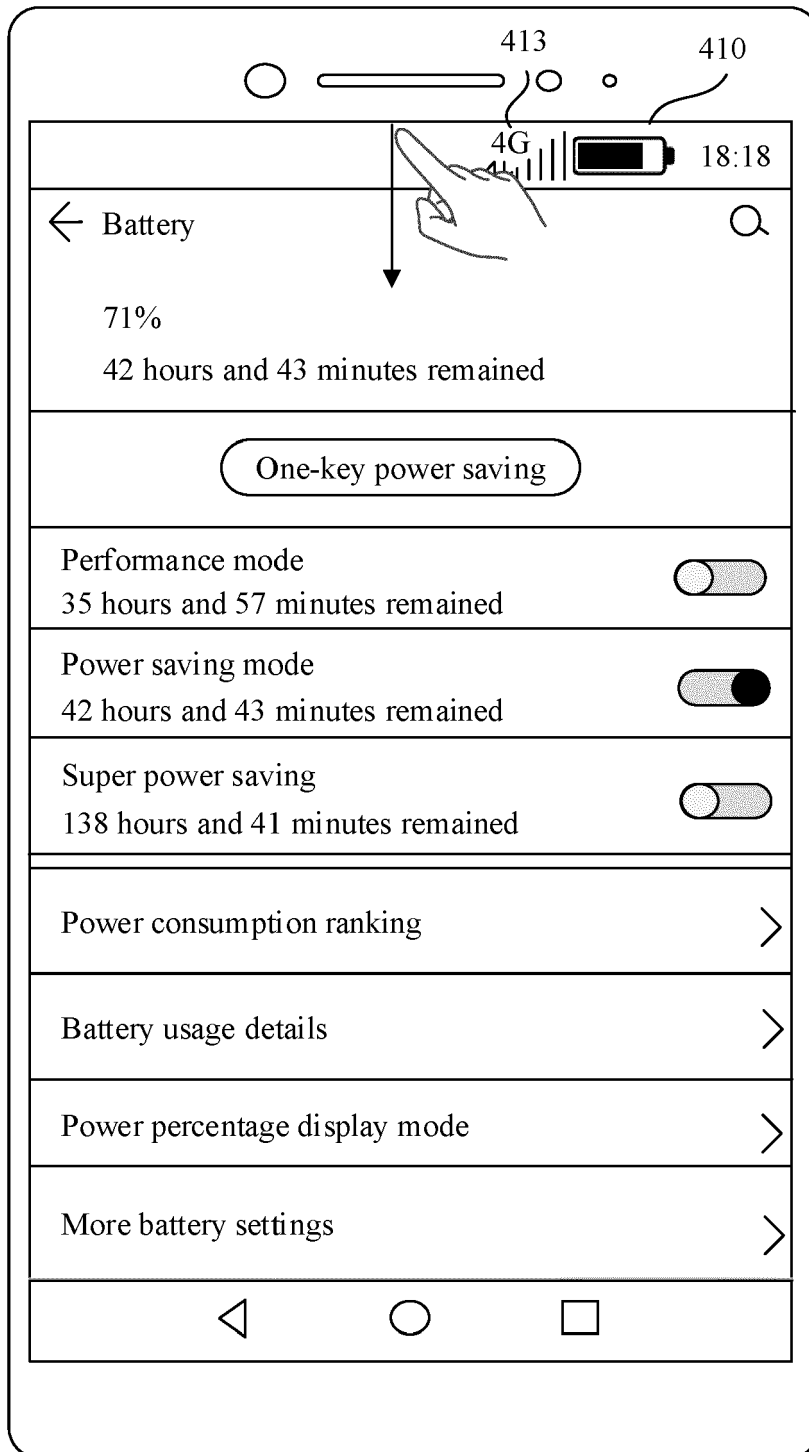 413
410
4G
18:18
Battery
71%
42 hours and 43 minutes remained
One-key power saving
Performance mode
35 hours and 57 minutes remained
Power saving mode
42 hours and 43 minutes remained
Super power saving
138 hours and 41 minutes remained
Power consumption ranking
Battery usage details
Power percentage display mode
More battery settings